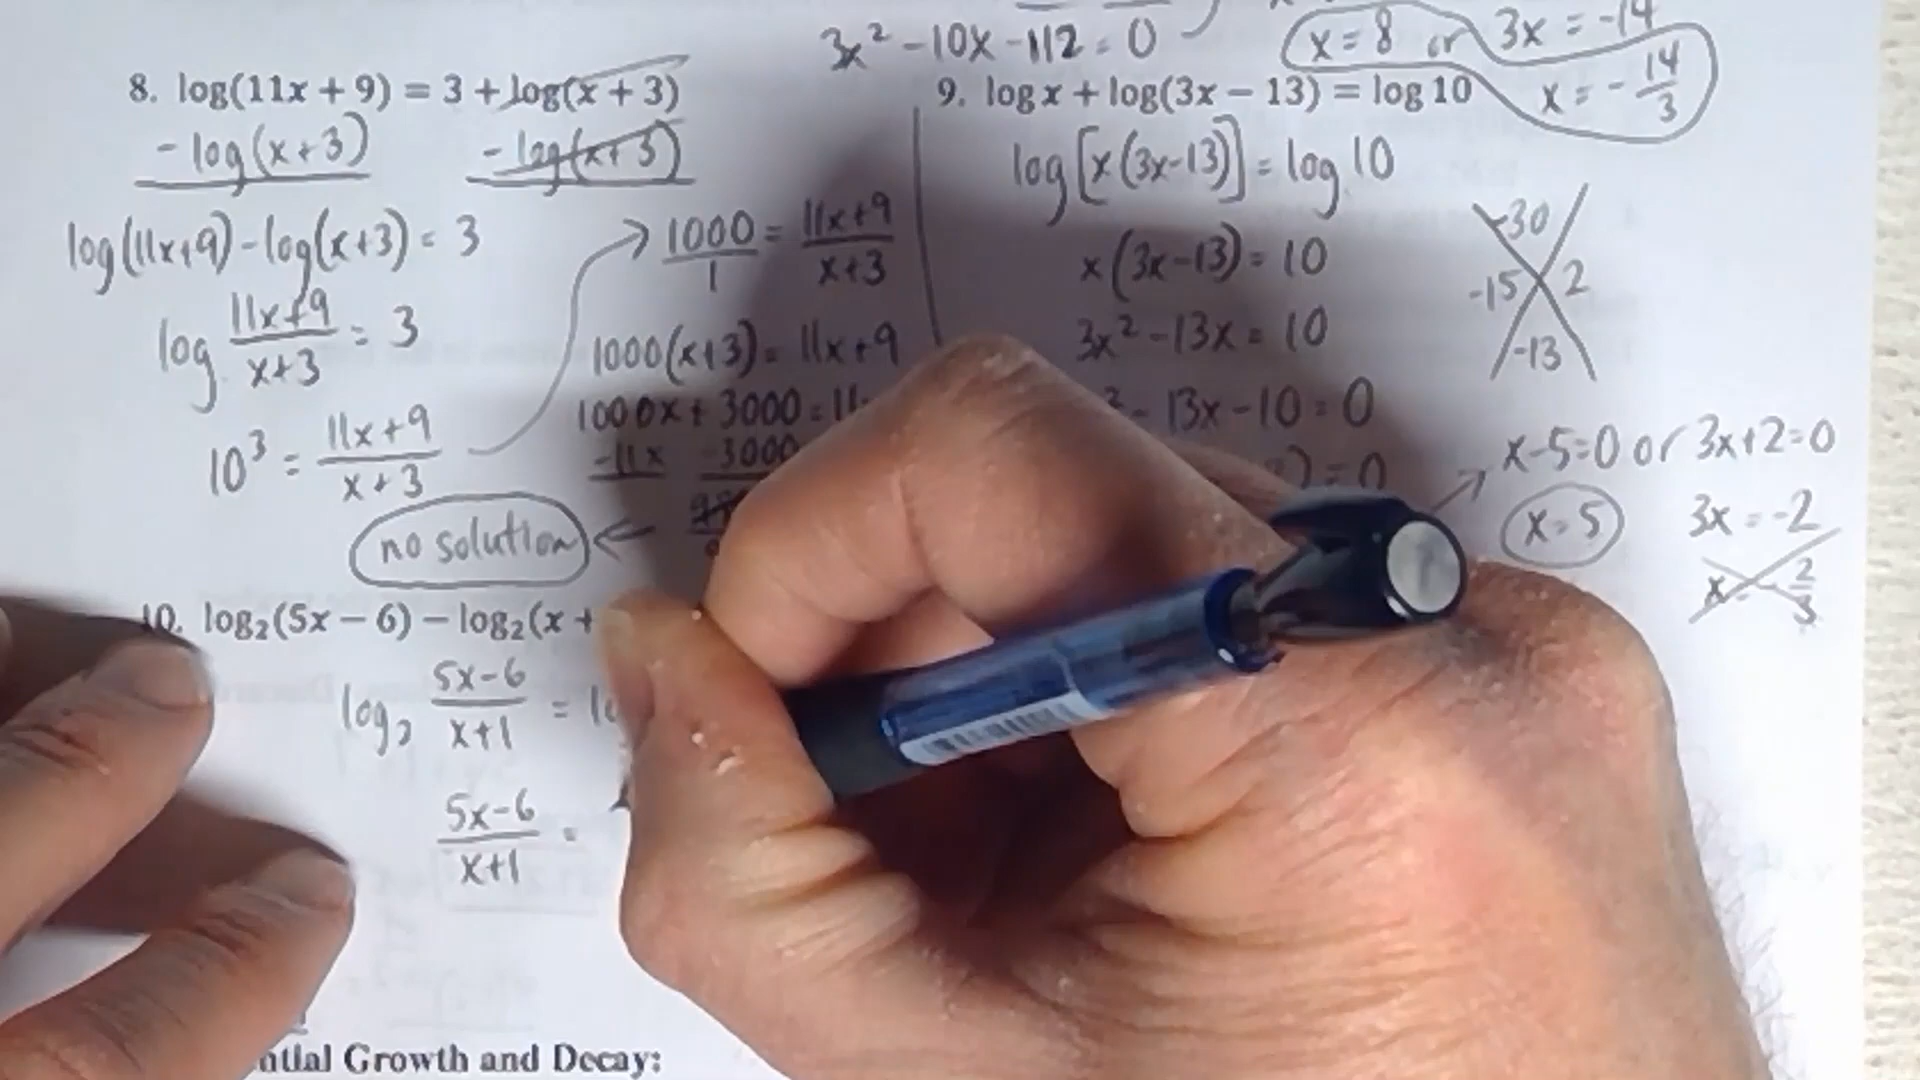 3x² - 10x - 112 = 0
x = 8 or 3x = -14
x = -14/3
8. log(11x + 9) = 3 + log(x + 3)
- log(x+3) - log(x+3)
log(11x+9) - log(x+3) = 3
log (11x+9)/(x+3) = 3
10³ = (11x+9)/(x+3)
1000/1 = (11x+9)/(x+3)
1000(x+3) = 11x+9
1000x + 3000 = 11
-11x -3000
no solution
9. log x + log(3x − 13) = log 10
log[x(3x-13)] = log 10
x(3x-13) = 10
3x² - 13x = 10
- 13x - 10 = 0
) = 0
-30
-15 2
-13
x-5=0 or 3x+2=0
x = 5 3x = -2
x = -2/3
10. log₂(5x − 6) − log₂(x +
log₂ (5x-6)/(x+1) =
(5x-6)/(x+1) =
Growth and Decay: